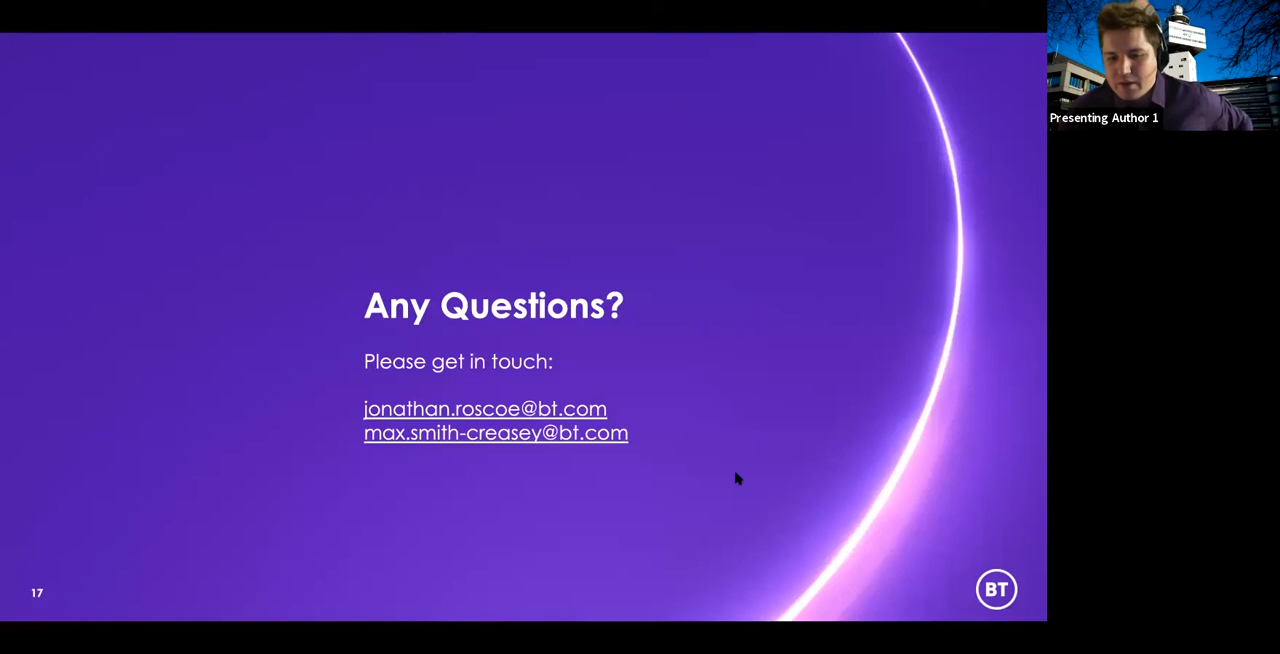 Any Questions?
Please get in touch:
jonathan.roscoe@bt.com
max.smith-creasey@bt.com
17
BT
Presenting Author 1